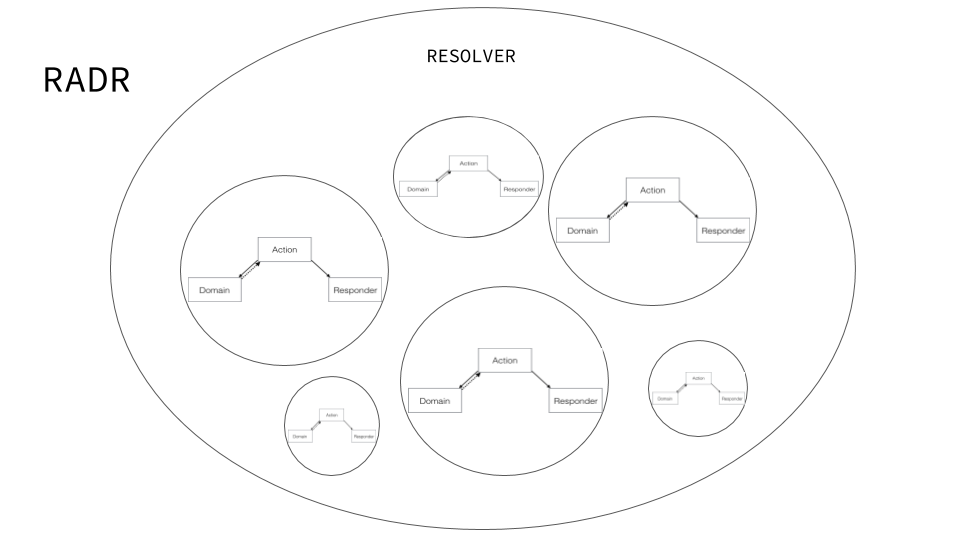 RESOLVER
RADR
Action
Domain
Responder
Action
Domain
Responder
Action
Domain
Responder
Action
Domain
Responder
Action
Domain
Responder
Action
Domain
Responder